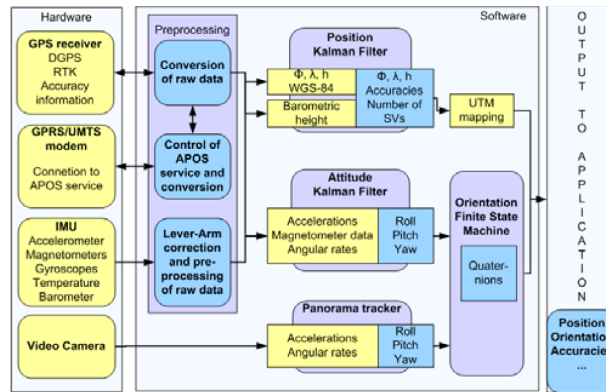 Hardware
Preprocessing
Software
OUTPUT TO APPLICATION
GPS receiver
DGPS
RTK
Accuracy
information
Conversion
of raw data
Position
Kalman Filter
Φ, λ, h
WGS-84
Barometric
height
Φ, λ, h
Accuracies
Number of
SVs
UTM
mapping
GPRS/UMTS
modem
Connetion to
APOS service
Control of
APOS
service and
conversion
Attitude
Kalman Filter
Accelerations
Magnetometer data
Angular rates
Roll
Pitch
Yaw
Orientation
Finite State
Machine
Quater-
nions
IMU
Accelerometer
Magnetometers
Gyroscopes
Temperature
Barometer
Lever-Arm
correction
and pre-
processing
of raw data
Panorama tracker
Accelerations
Angular rates
Roll
Pitch
Yaw
Video Camera
Position
Orientation
Accuracies
...